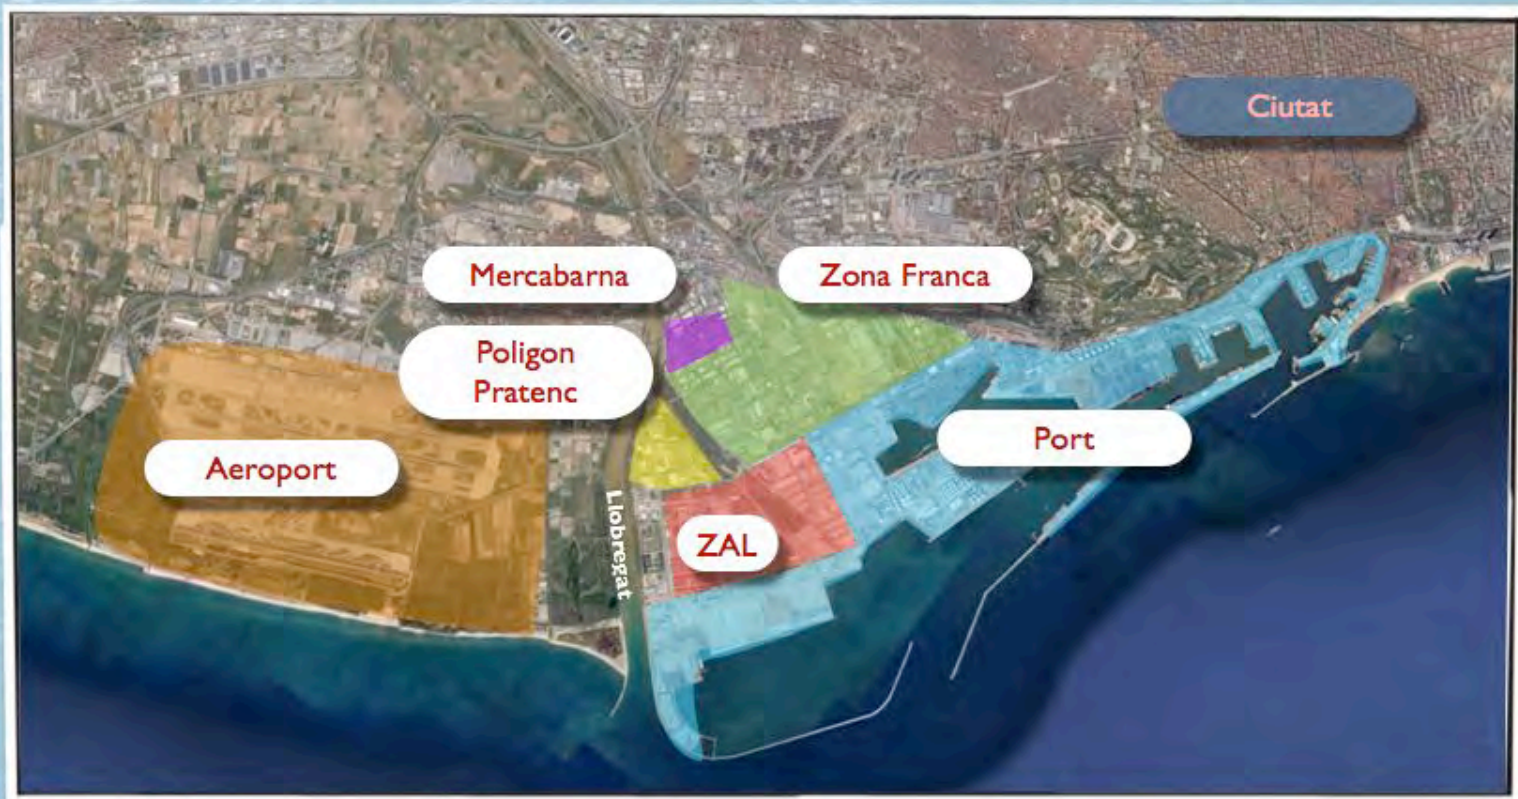 Ciutat
Mercabarna
Zona Franca
Poligon
Pratenc
Port
Aeroport
ZAL
Llobregat